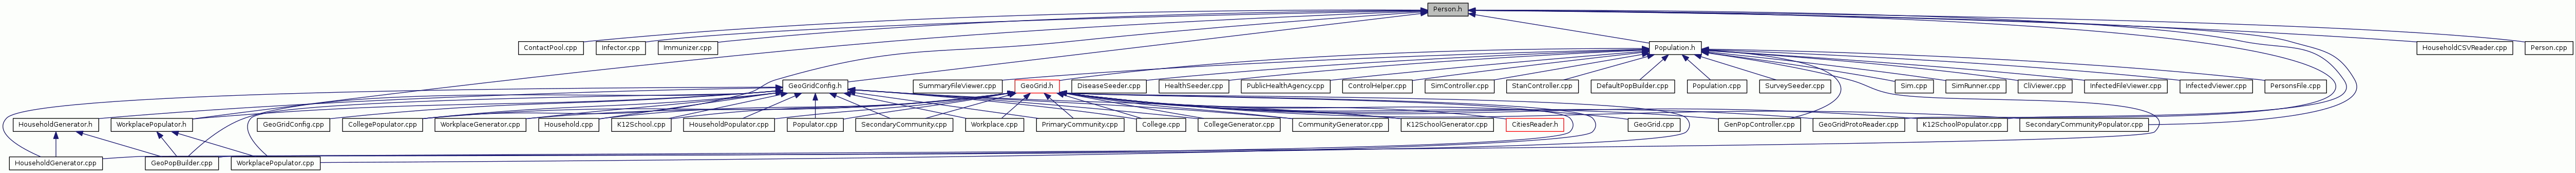 Person.h
ContactPool.cpp
Infector.cpp
Immunizer.cpp
Population.h
HouseholdCSVReader.cpp
Person.cpp
GeoGridConfig.h
SummaryFileViewer.cpp
GeoGrid.h
DiseaseSeeder.cpp
HealthSeeder.cpp
PublicHealthAgency.cpp
ControlHelper.cpp
SimController.cpp
StanController.cpp
DefaultPopBuilder.cpp
Population.cpp
SurveySeeder.cpp
Sim.cpp
SimRunner.cpp
CliViewer.cpp
InfectedFileViewer.cpp
InfectedViewer.cpp
PersonsFile.cpp
HouseholdGenerator.h
WorkplacePopulator.h
GeoGridConfig.cpp
CollegePopulator.cpp
WorkplaceGenerator.cpp
Household.cpp
K12School.cpp
HouseholdPopulator.cpp
Populator.cpp
SecondaryCommunity.cpp
Workplace.cpp
PrimaryCommunity.cpp
College.cpp
CollegeGenerator.cpp
CommunityGenerator.cpp
K12SchoolGenerator.cpp
CitiesReader.h
GeoGrid.cpp
GenPopController.cpp
GeoGridProtoReader.cpp
K12SchoolPopulator.cpp
SecondaryCommunityPopulator.cpp
HouseholdGenerator.cpp
GeoPopBuilder.cpp
WorkplacePopulator.cpp